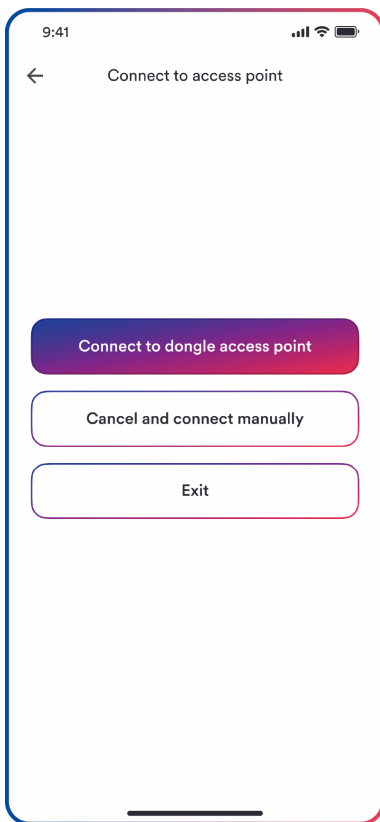 9:41
Connect to access point
Connect to dongle access point
Cancel and connect manually
Exit